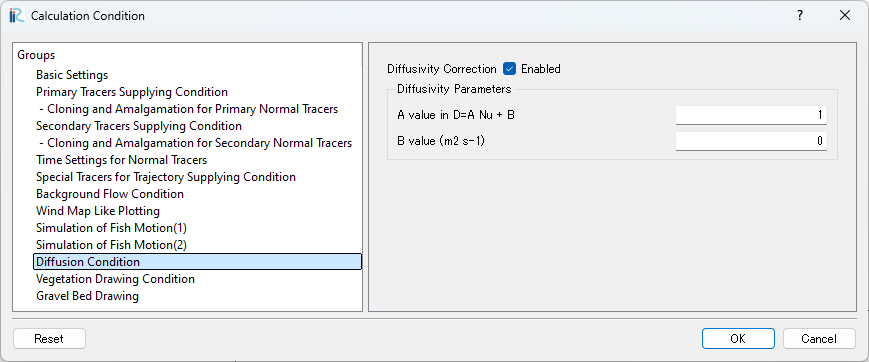 Calculation Condition
Groups
Basic Settings
Primary Tracers Supplying Condition
- Cloning and Amalgamation for Primary Normal Tracers
Secondary Tracers Supplying Condition
- Cloning and Amalgamation for Secondary Normal Tracers
Time Settings for Normal Tracers
Special Tracers for Trajectory Supplying Condition
Background Flow Condition
Wind Map Like Plotting
Simulation of Fish Motion(1)
Simulation of Fish Motion(2)
Diffusion Condition
Vegetation Drawing Condition
Gravel Bed Drawing
Diffusivity Correction Enabled
Diffusivity Parameters
A value in D=A Nu + B 1
B value (m2 s-1) 0
Reset
OK Cancel